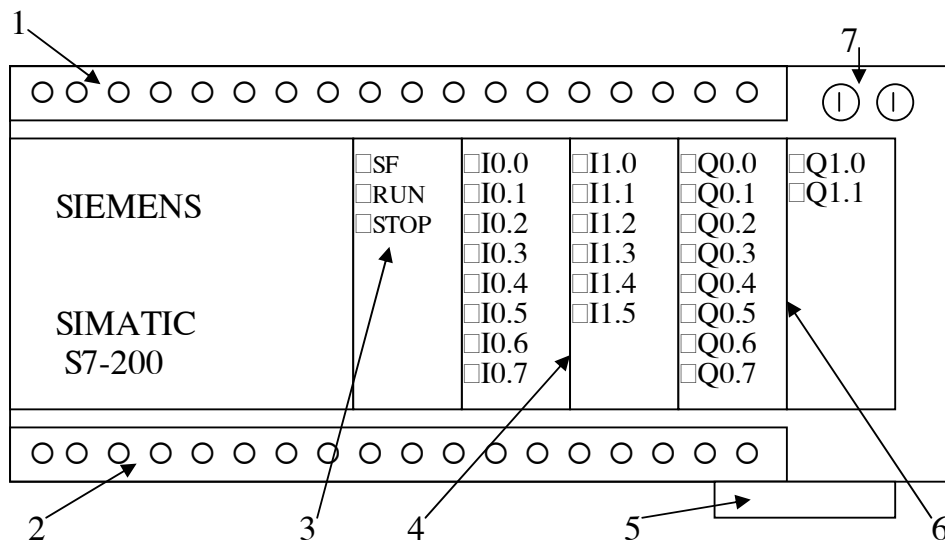 1
7
SIEMENS
SIMATIC
S7-200
SF
RUN
STOP
I0.0
I0.1
I0.2
I0.3
I0.4
I0.5
I0.6
I0.7
I1.0
I1.1
I1.2
I1.3
I1.4
I1.5
Q0.0
Q0.1
Q0.2
Q0.3
Q0.4
Q0.5
Q0.6
Q0.7
Q1.0
Q1.1
2
3
4
5
6